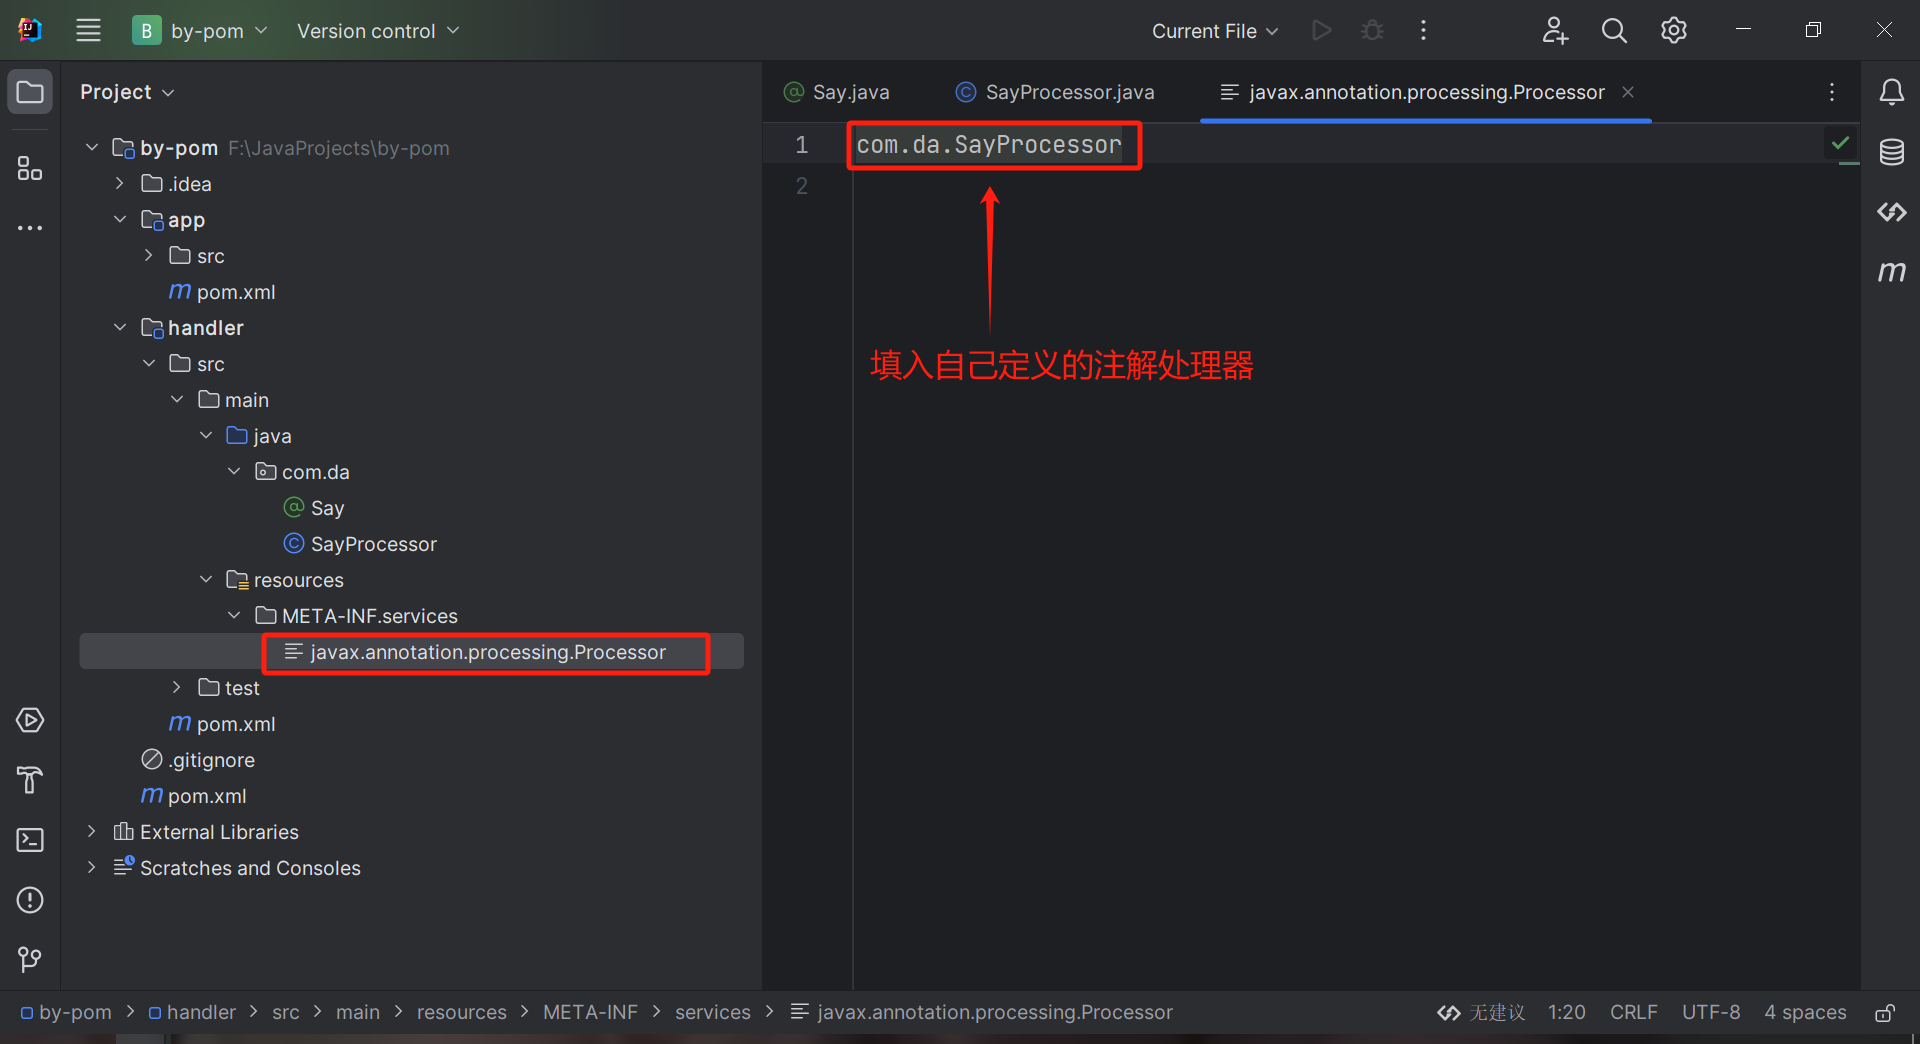 B by-pom Version control Current File
Project
Say.java SayProcessor.java javax.annotation.processing.Processor
by-pom F:\JavaProjects\by-pom
.idea
app
src
pom.xml
handler
src
main
java
com.da
Say
SayProcessor
resources
META-INF.services
javax.annotation.processing.Processor
test
pom.xml
.gitignore
pom.xml
External Libraries
Scratches and Consoles
1 com.da.SayProcessor
2
填入自己定义的注解处理器
by-pom > handler > src > main > resources > META-INF > services > javax.annotation.processing.Processor 无建议 1:20 CRLF UTF-8 4 spaces